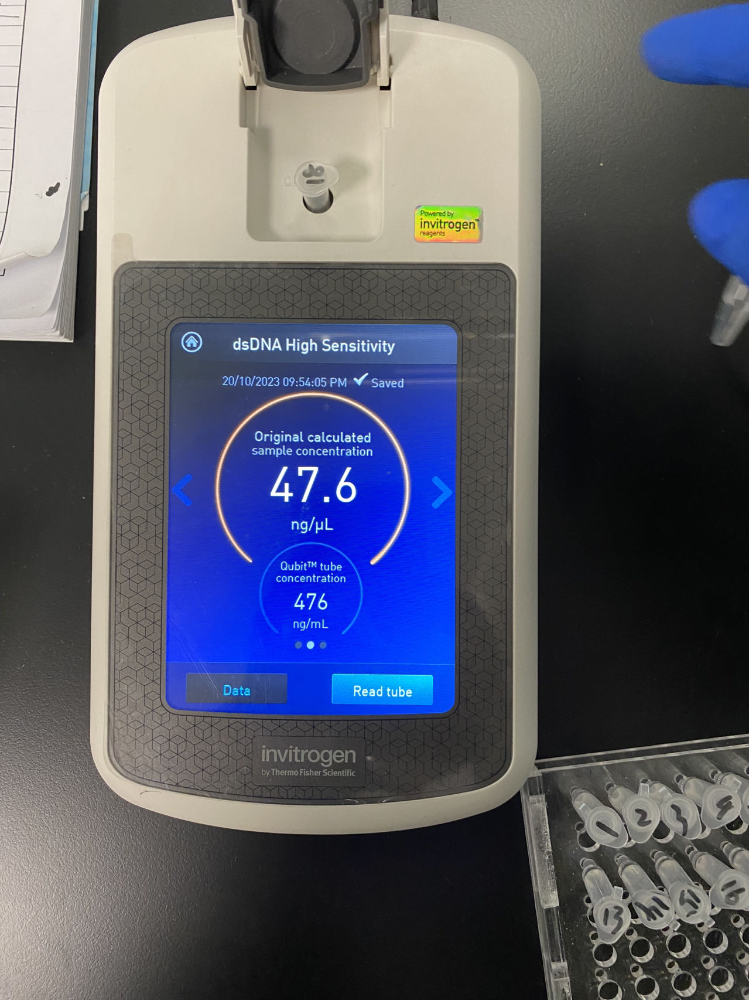 Powered by
invitrogen™
reagents
dsDNA High Sensitivity
20/10/2023 09:54:05 PM ✓ Saved
Original calculated
sample concentration
47.6
ng/µL
Qubit™ tube
concentration
476
ng/mL
Data
Read tube
invitrogen
by Thermo Fisher Scientific
1 2 3
13 14 15 16